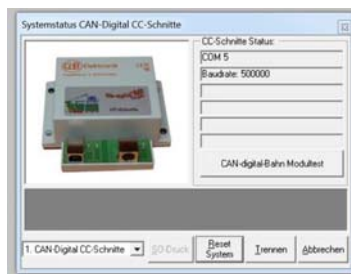 Systemstatus CAN-Digital CC-Schnitte
CC-Schnitte Status:
COM 5
Baudrate: 500000
CAN-digital-Bahn Modultest
1. CAN-Digital CC-Schnitte
SO-Druck
Reset
System
Trennen
Abbrechen